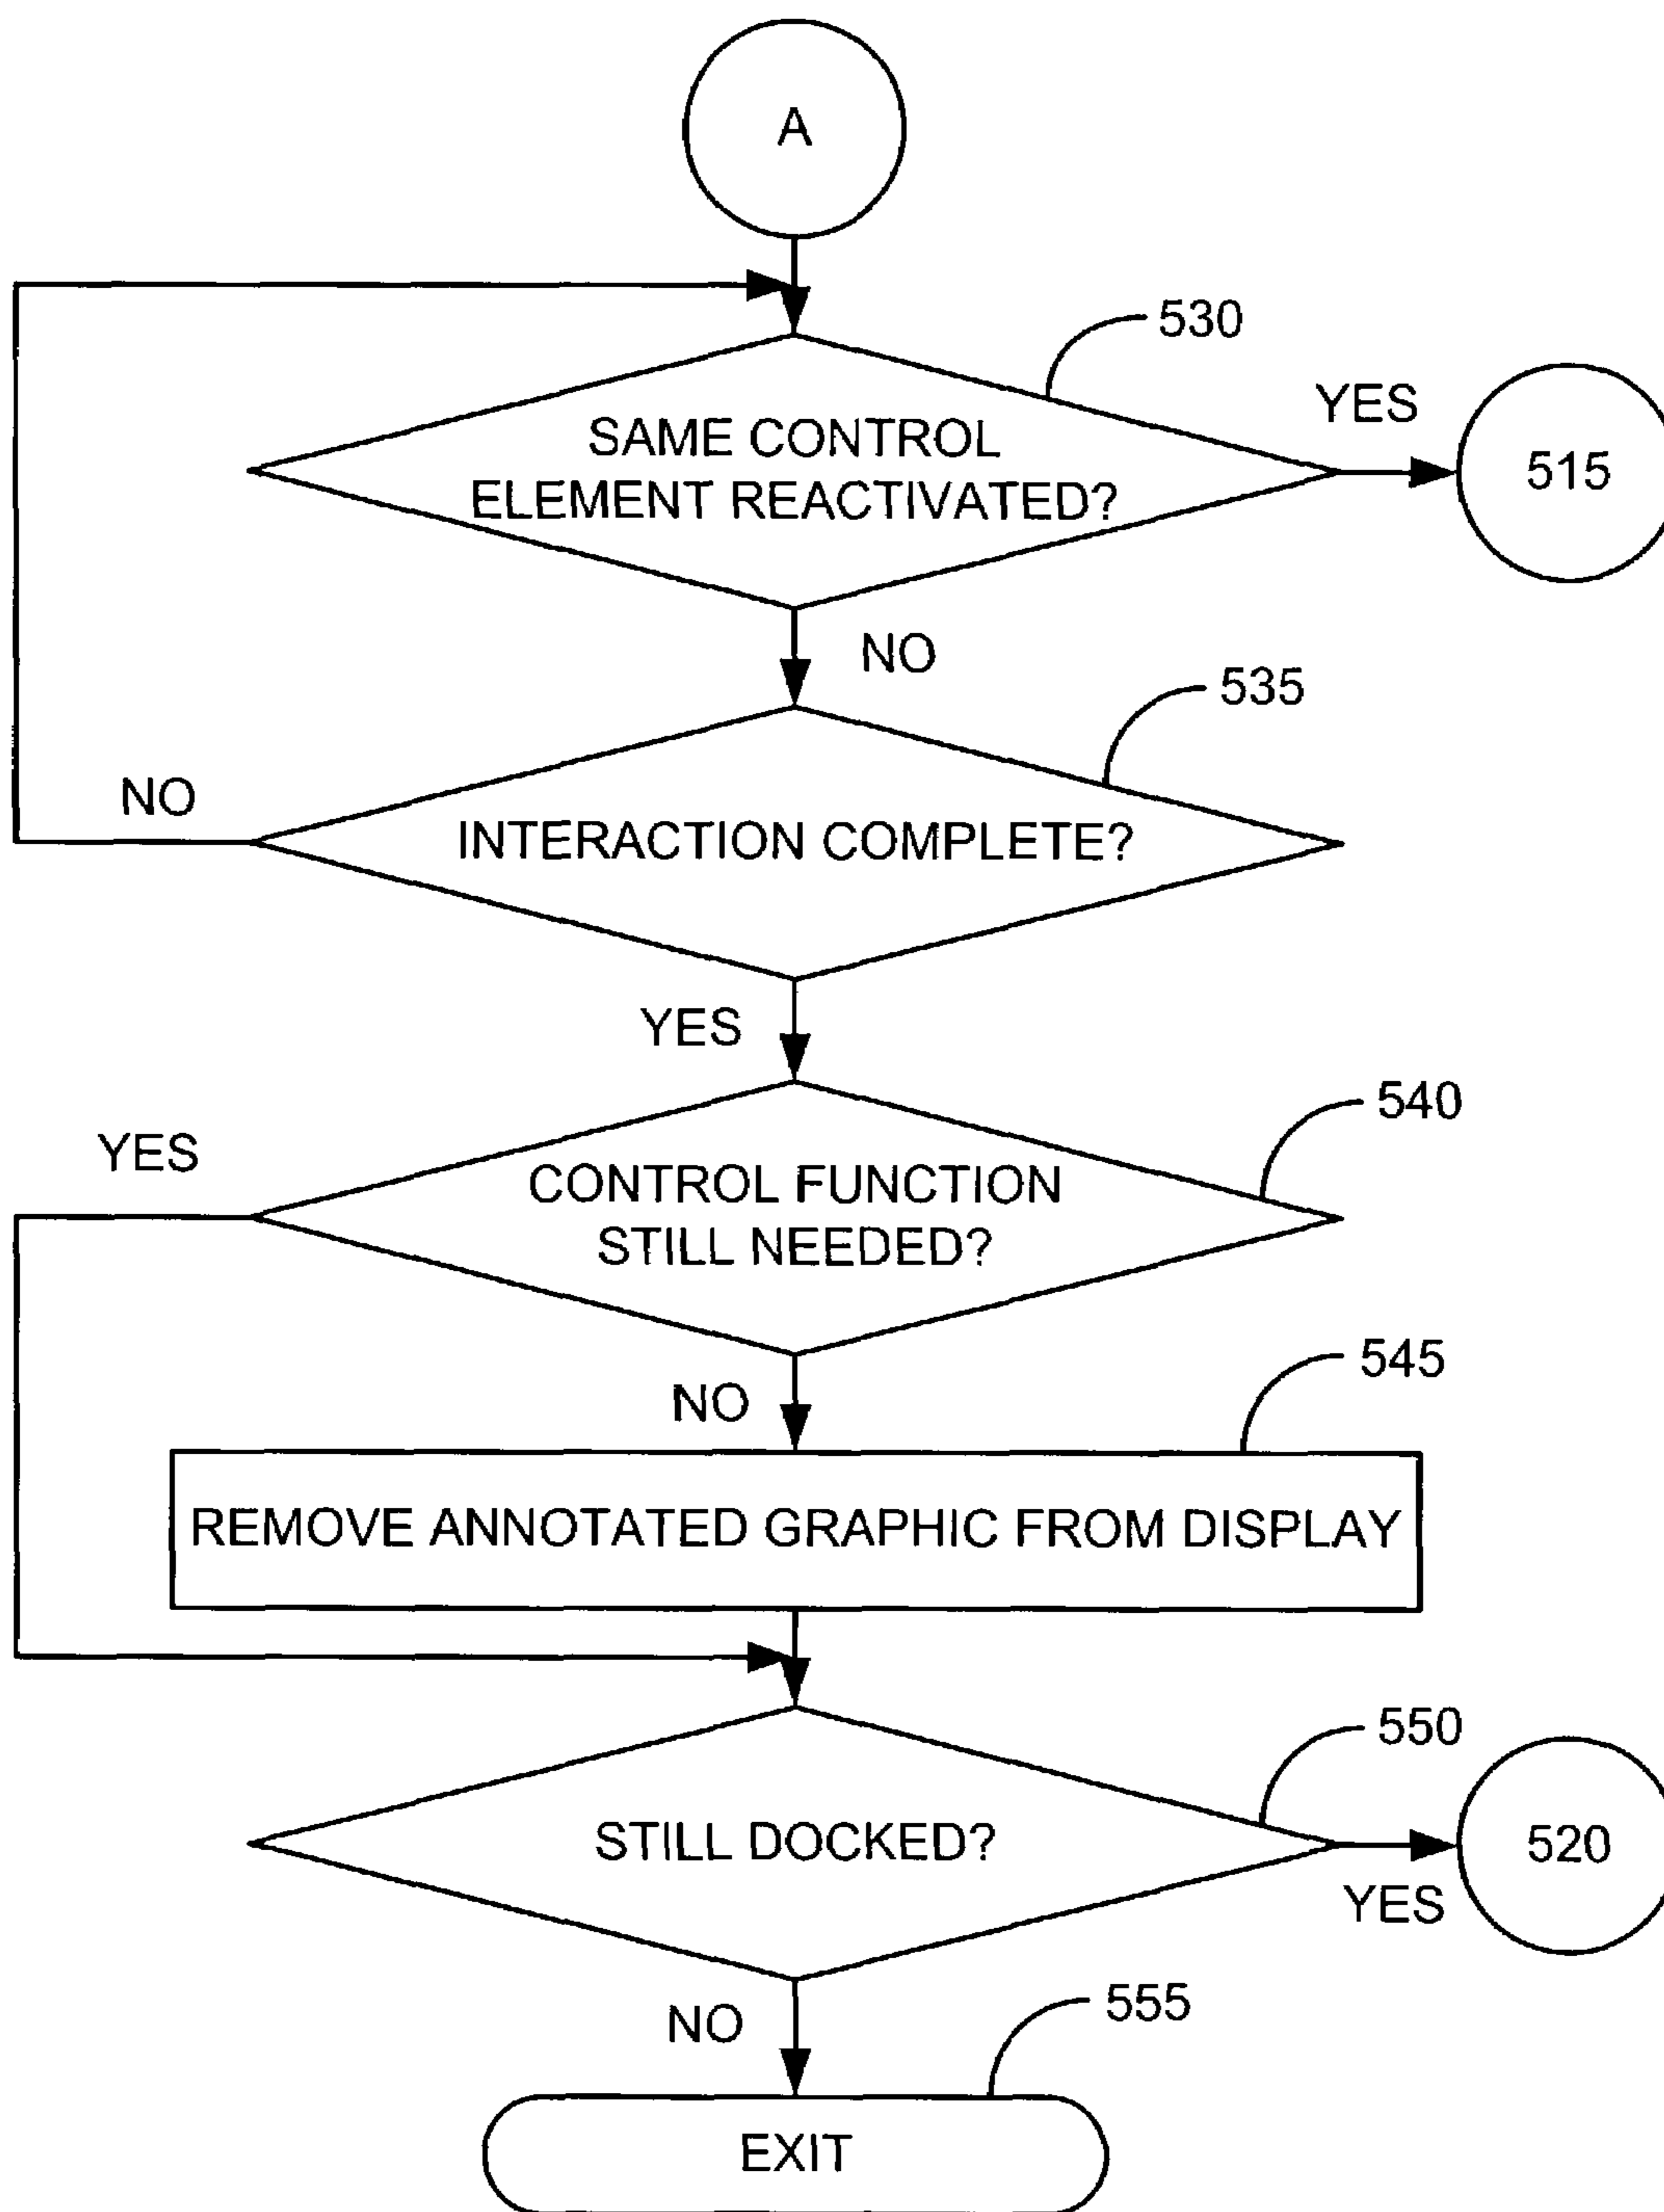 A
530
YES
SAME CONTROL
ELEMENT REACTIVATED?
515
NO
535
NO
INTERACTION COMPLETE?
YES
540
YES
CONTROL FUNCTION
STILL NEEDED?
545
NO
REMOVE ANNOTATED GRAPHIC FROM DISPLAY
550
STILL DOCKED?
520
YES
NO
555
EXIT